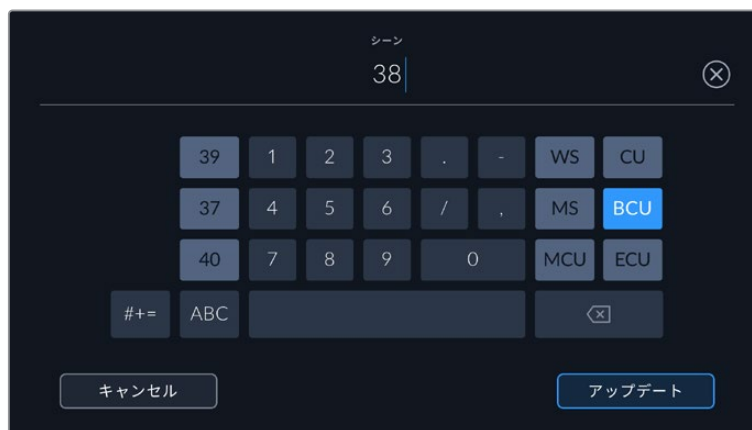 シーン
38
39 1 2 3 . - WS CU
37 4 5 6 / , MS BCU
40 7 8 9 0 MCU ECU
#+= ABC
キャンセル アップデート